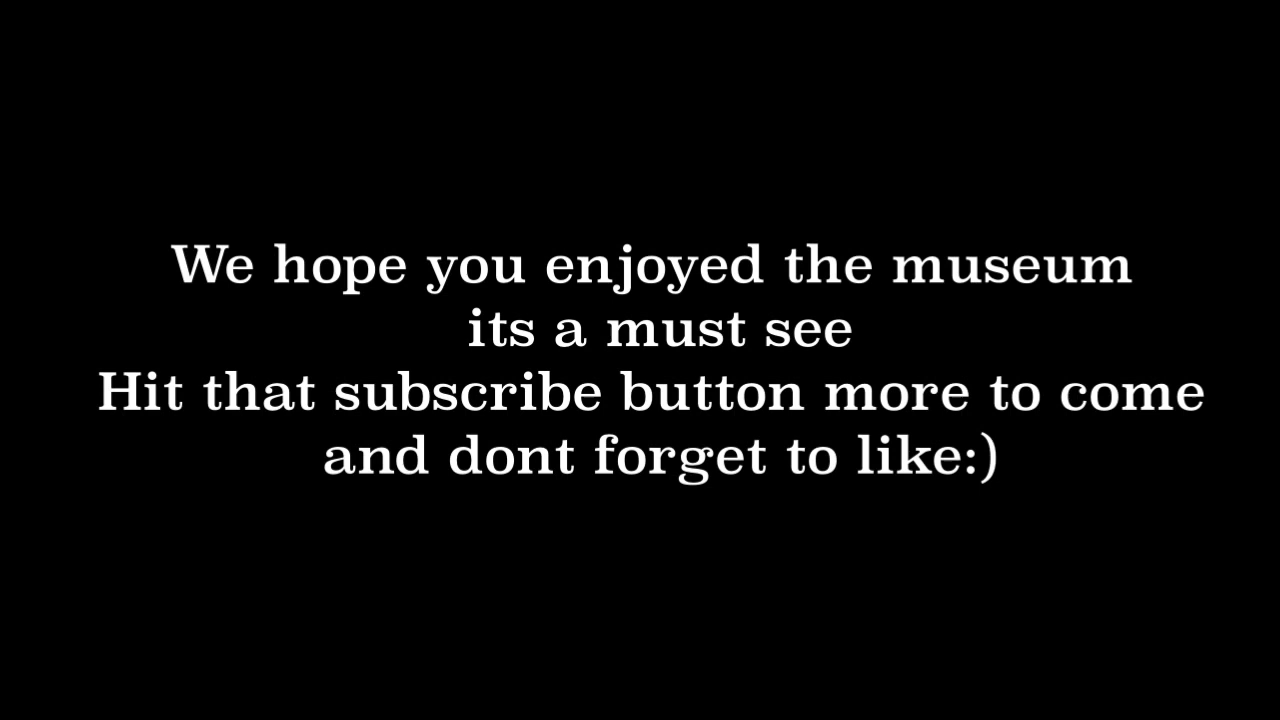 We hope you enjoyed the museum
its a must see
Hit that subscribe button more to come
and dont forget to like:)